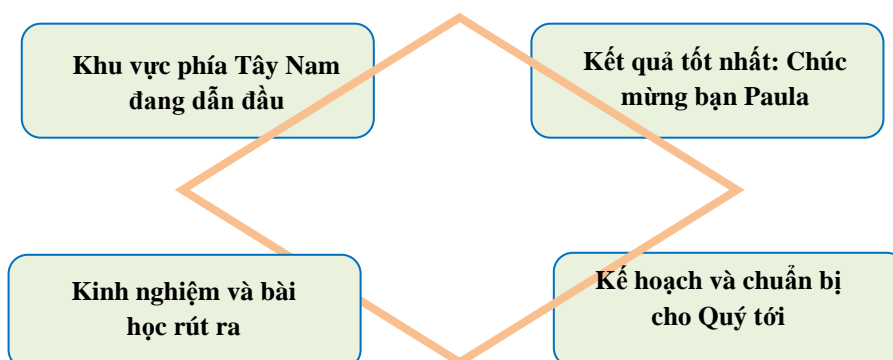 Khu vực phía Tây Nam
đang dẫn đầu
Kết quả tốt nhất: Chúc
mừng bạn Paula
Kinh nghiệm và bài
học rút ra
Kế hoạch và chuẩn bị
cho Quý tới